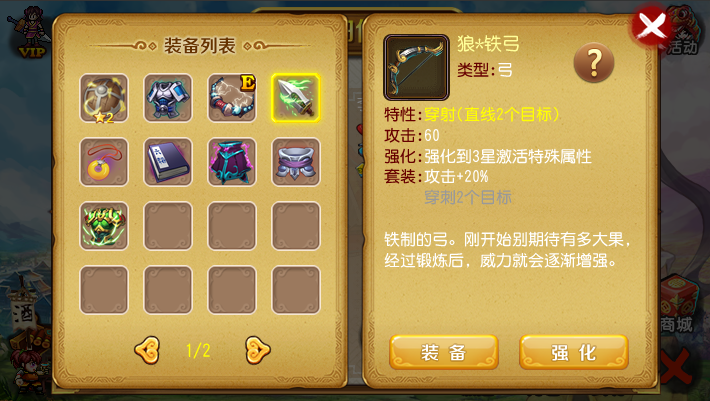 VIP
活动
装备列表
E
★2
1/2
狼*铁弓
类型:弓
?
特性:穿射(直线2个目标)
攻击:60
强化:强化到3星激活特殊属性
套装:攻击+20%
穿刺2个目标
铁制的弓。刚开始别期待有多大果,
经过锻炼后，威力就会逐渐增强。
装备
强化
酒
商城